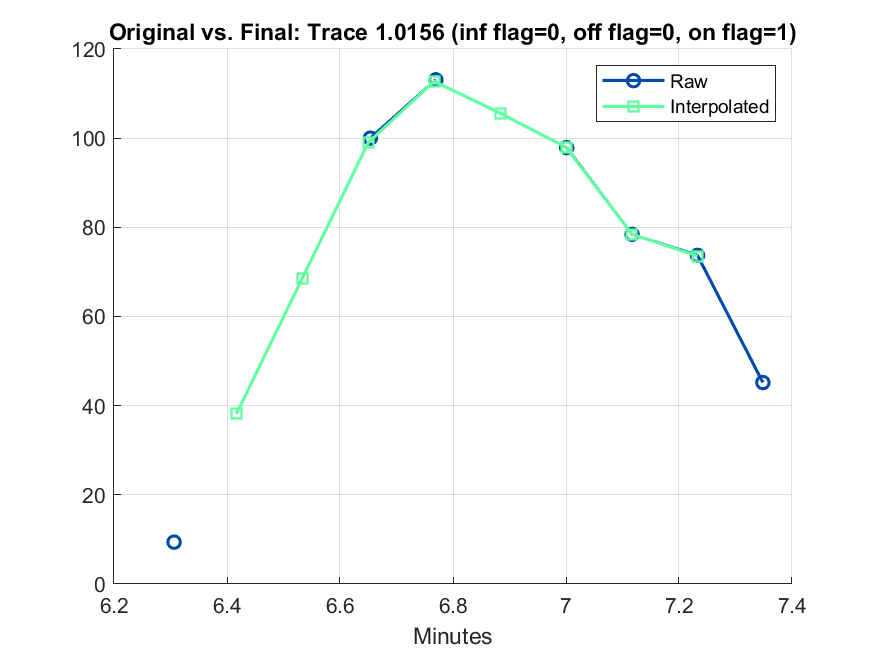 Original vs. Final: Trace 1.0156 (inf flag=0, off flag=0, on flag=1)
120
100
80
60
40
20
0
Raw
Interpolated
6.2 6.4 6.6 6.8 7 7.2 7.4
Minutes